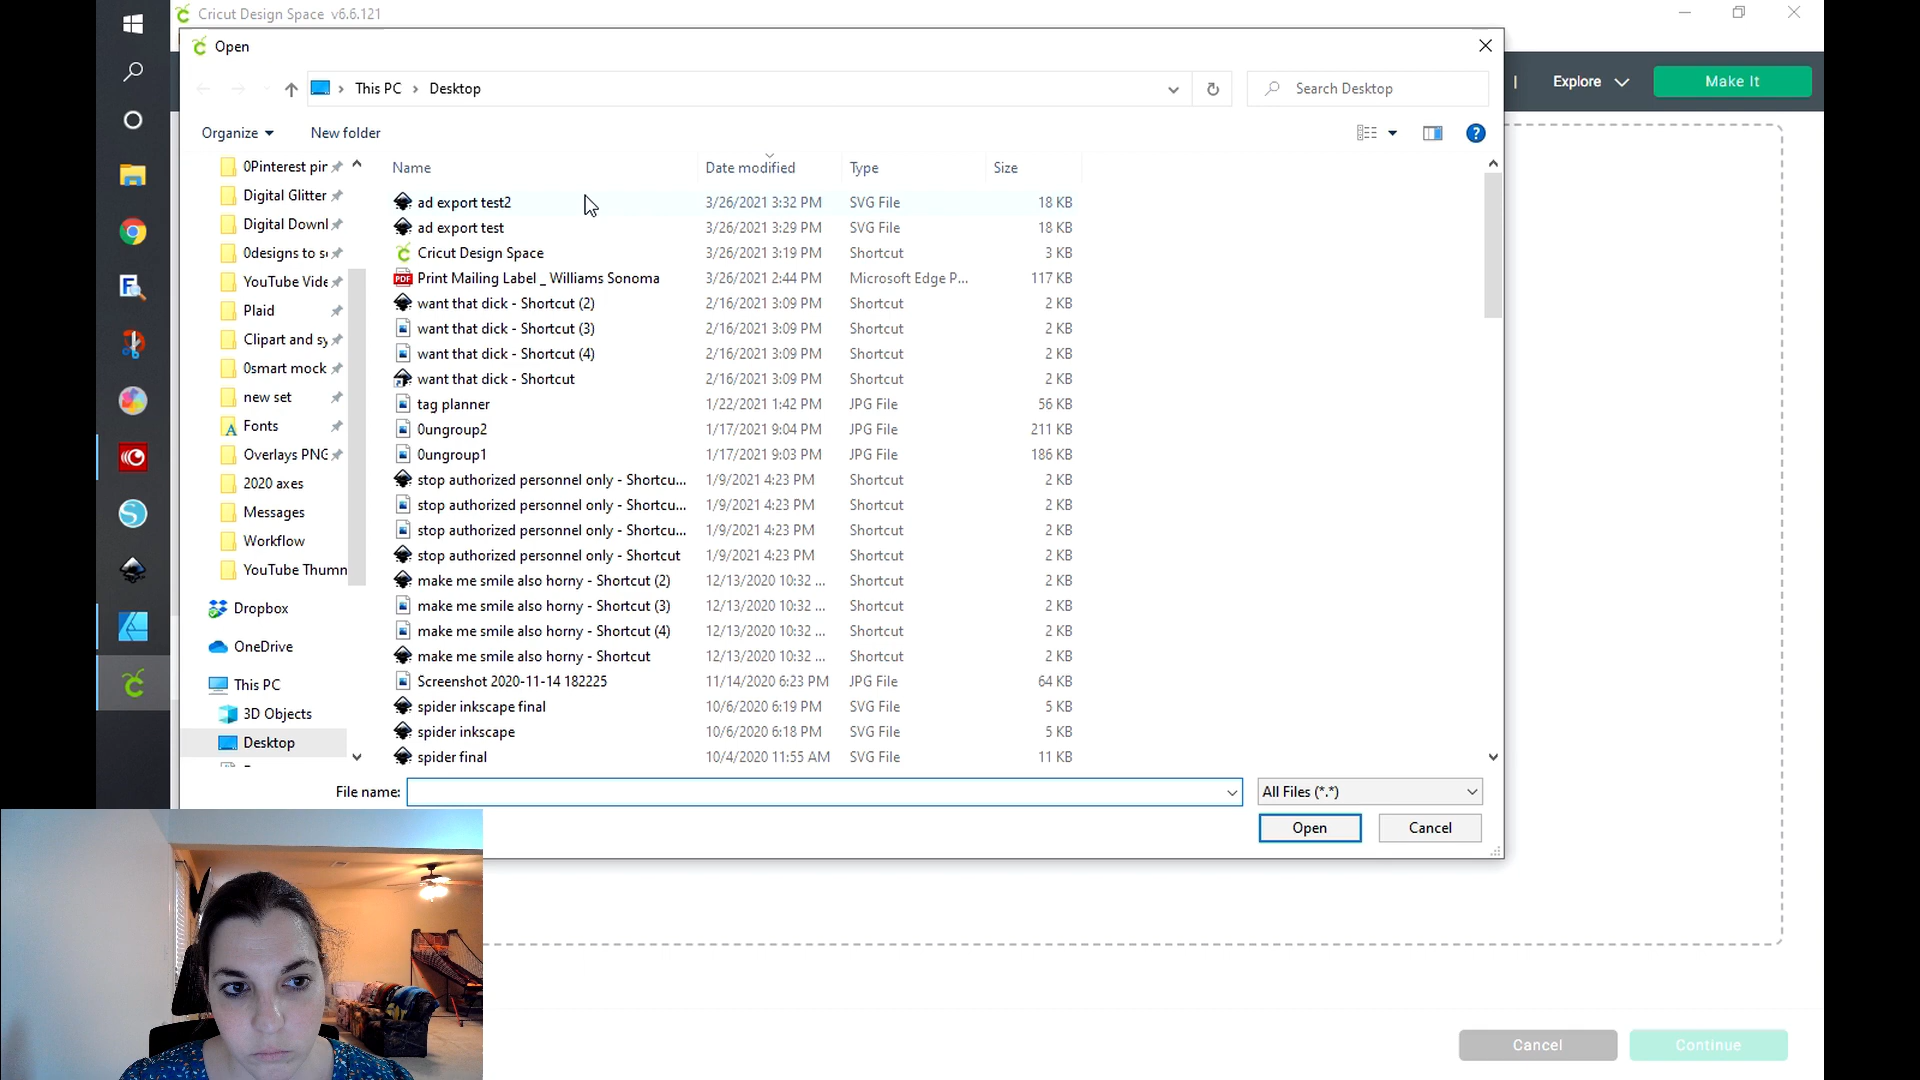 Cricut Design Space v6.6.121
Open
This PC > Desktop
Search Desktop
Explore
Make It
Organize
New folder
Name Date modified Type Size
0Pinterest pir
Digital Glitter
Digital Downl
0designs to s
YouTube Vide
Plaid
Clipart and sy
0smart mock
new set
Fonts
Overlays PNG
2020 axes
Messages
Workflow
YouTube Thumn
Dropbox
OneDrive
This PC
3D Objects
Desktop
ad export test2 3/26/2021 3:32 PM SVG File 18 KB
ad export test 3/26/2021 3:29 PM SVG File 18 KB
Cricut Design Space 3/26/2021 3:19 PM Shortcut 3 KB
PDF Print Mailing Label _ Williams Sonoma 3/26/2021 2:44 PM Microsoft Edge P... 117 KB
want that dick - Shortcut (2) 2/16/2021 3:09 PM Shortcut 2 KB
want that dick - Shortcut (3) 2/16/2021 3:09 PM Shortcut 2 KB
want that dick - Shortcut (4) 2/16/2021 3:09 PM Shortcut 2 KB
want that dick - Shortcut 2/16/2021 3:09 PM Shortcut 2 KB
tag planner 1/22/2021 1:42 PM JPG File 56 KB
0ungroup2 1/17/2021 9:04 PM JPG File 211 KB
0ungroup1 1/17/2021 9:03 PM JPG File 186 KB
stop authorized personnel only - Shortcu... 1/9/2021 4:23 PM Shortcut 2 KB
stop authorized personnel only - Shortcu... 1/9/2021 4:23 PM Shortcut 2 KB
stop authorized personnel only - Shortcu... 1/9/2021 4:23 PM Shortcut 2 KB
stop authorized personnel only - Shortcut 1/9/2021 4:23 PM Shortcut 2 KB
make me smile also horny - Shortcut (2) 12/13/2020 10:32 ... Shortcut 2 KB
make me smile also horny - Shortcut (3) 12/13/2020 10:32 ... Shortcut 2 KB
make me smile also horny - Shortcut (4) 12/13/2020 10:32 ... Shortcut 2 KB
make me smile also horny - Shortcut 12/13/2020 10:32 ... Shortcut 2 KB
Screenshot 2020-11-14 182225 11/14/2020 6:23 PM JPG File 64 KB
spider inkscape final 10/6/2020 6:19 PM SVG File 5 KB
spider inkscape 10/6/2020 6:18 PM SVG File 5 KB
spider final 10/4/2020 11:55 AM SVG File 11 KB
File name:
All Files (*.*)
Open
Cancel
Cancel
Continue